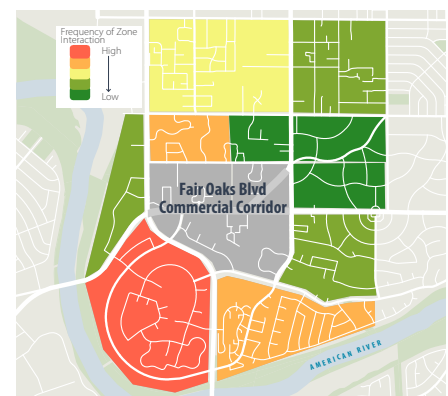 Frequency of Zone
Interaction
High
Low
Fair Oaks Blvd
Commercial Corridor
AMERICAN RIVER